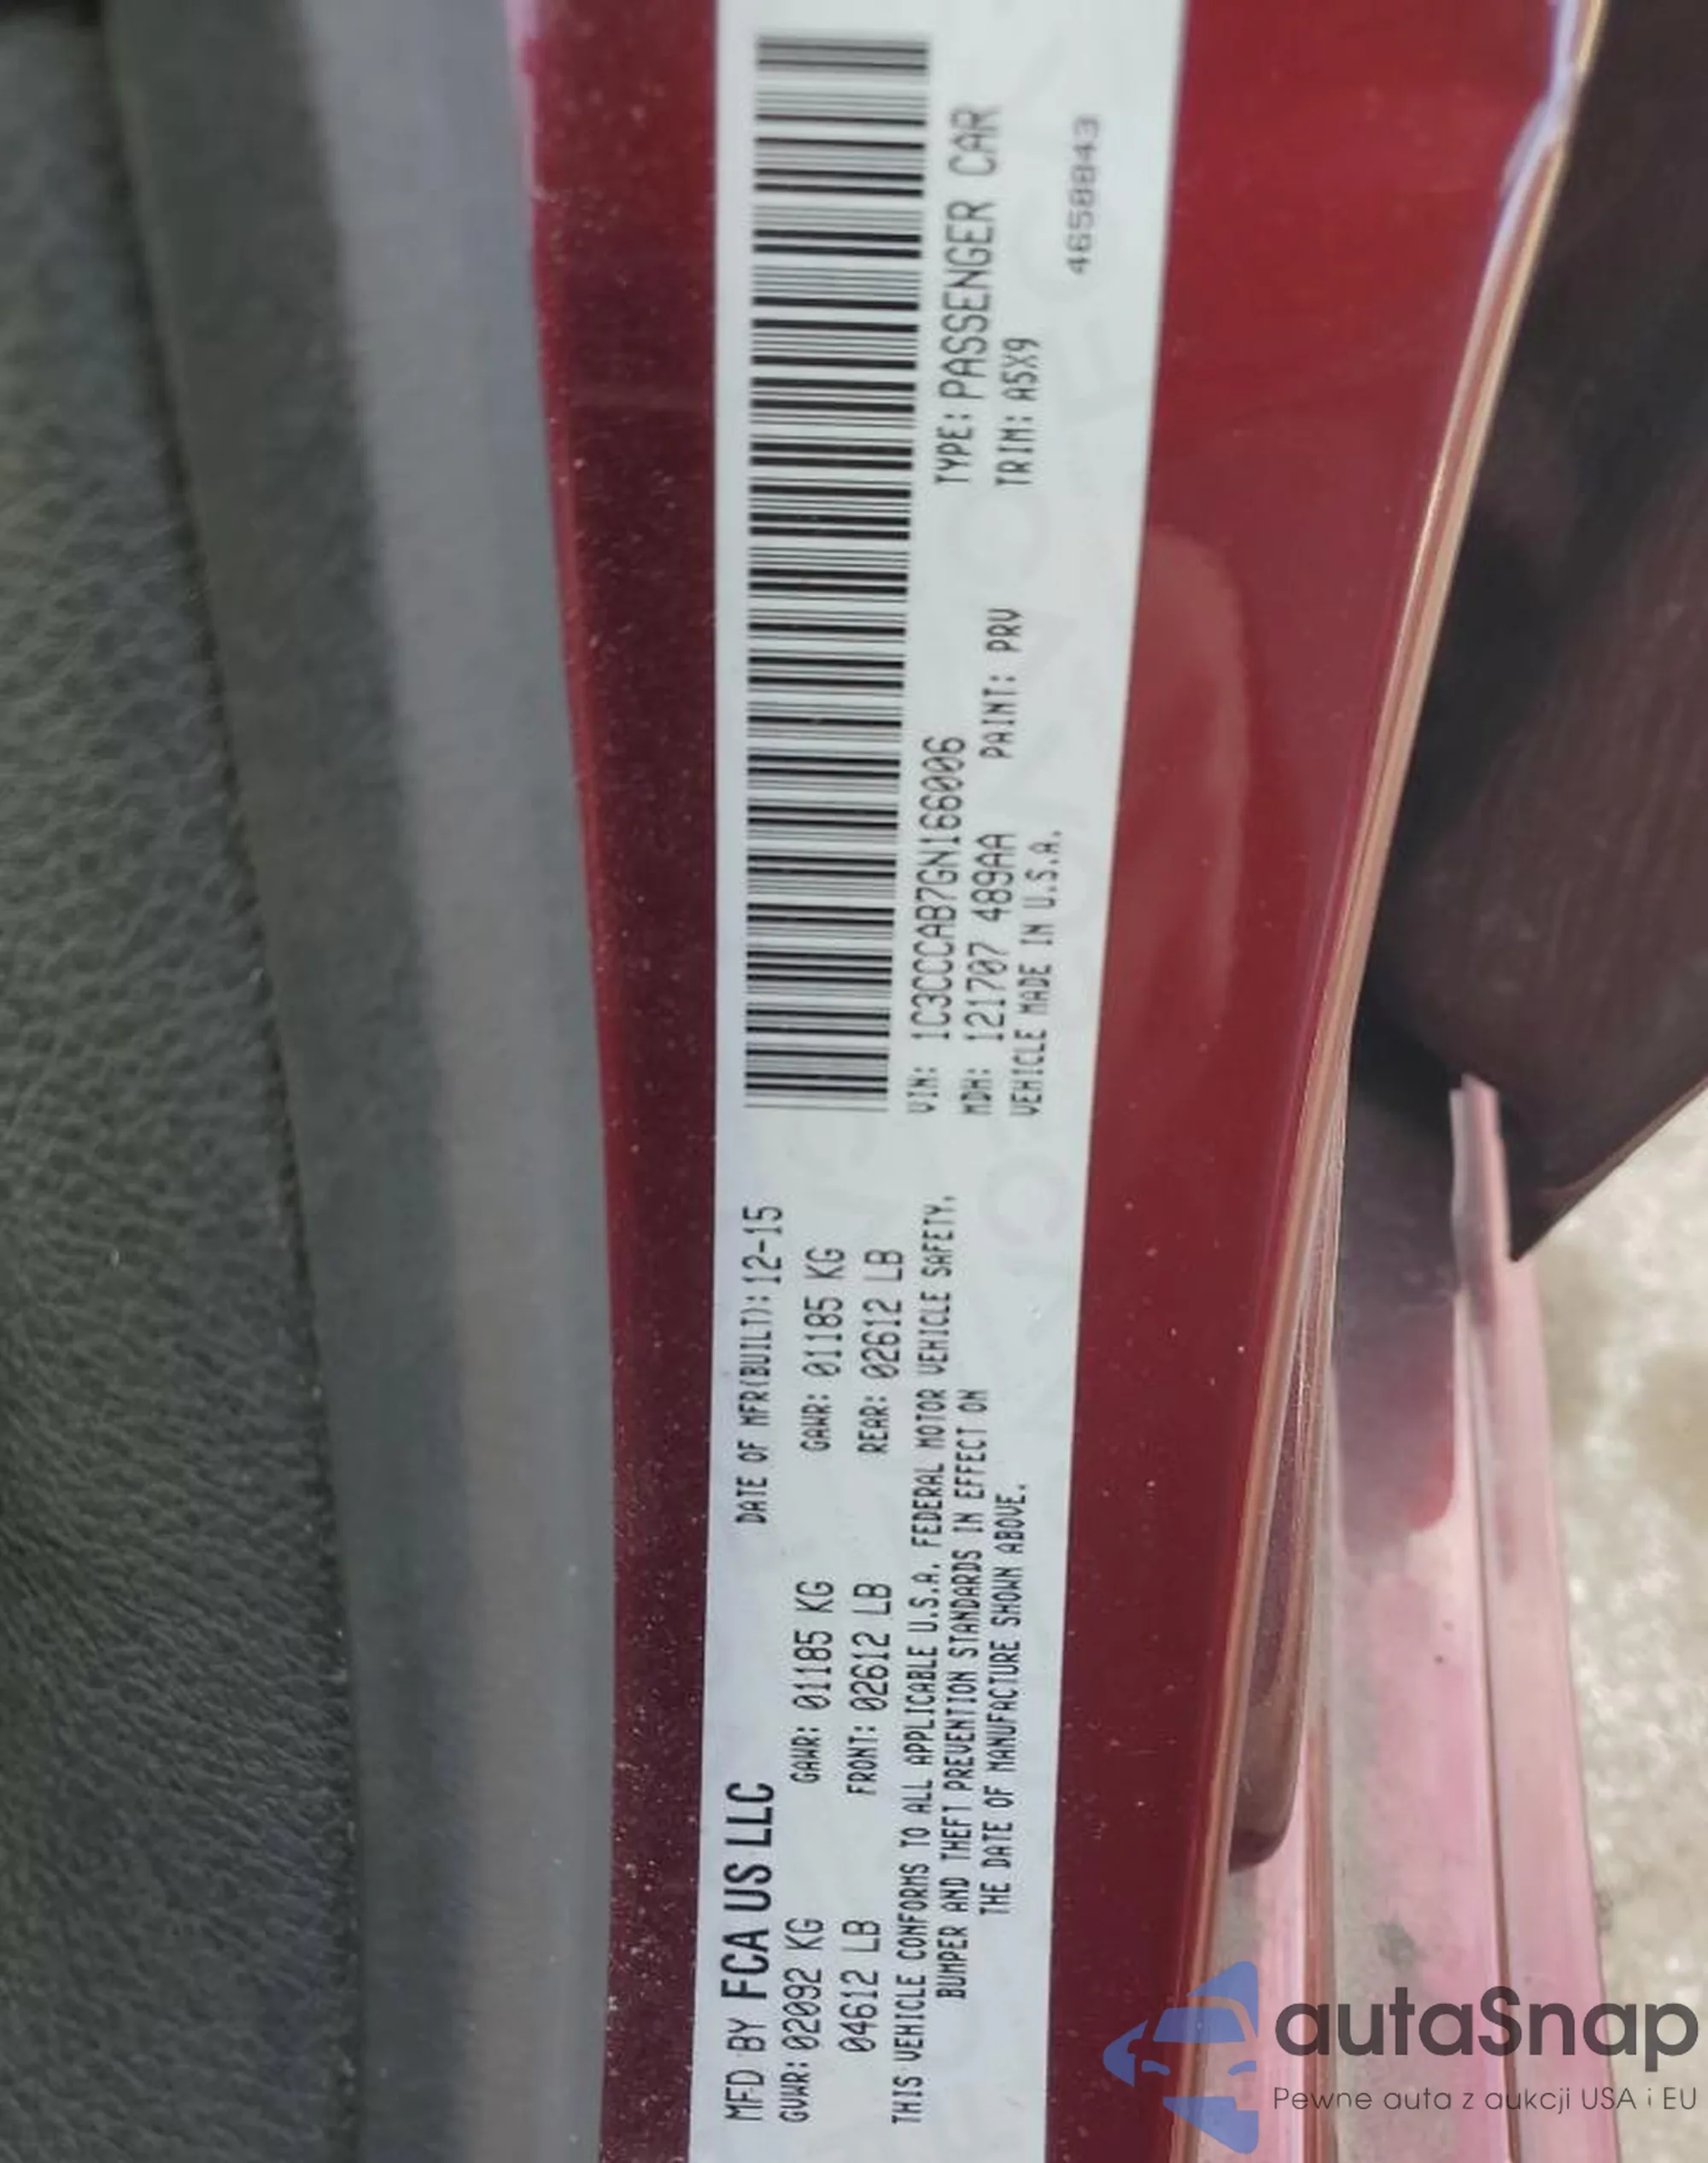 MFD BY FCA US LLC
DATE OF MFR(BUILT): 12-15
GVWR: 02092 KG
GAWR: 01185 KG
GAWR: 01185 KG
04612 LB
FRONT: 02612 LB
REAR: 02612 LB
THIS VEHICLE CONFORMS TO ALL APPLICABLE U.S.A. FEDERAL MOTOR VEHICLE SAFETY,
BUMPER AND THEFT PREVENTION STANDARDS IN EFFECT ON
THE DATE OF MANUFACTURE SHOWN ABOVE.
VIN: 1C3CCCAB7GN166006
TYPE: PASSENGER CAR
MDH: 121707 489AA
PAINT: PRV
TRIM: A5X9
VEHICLE MADE IN U.S.A.
4658843
autaSnap
Pewne auta z aukcji USA i EU